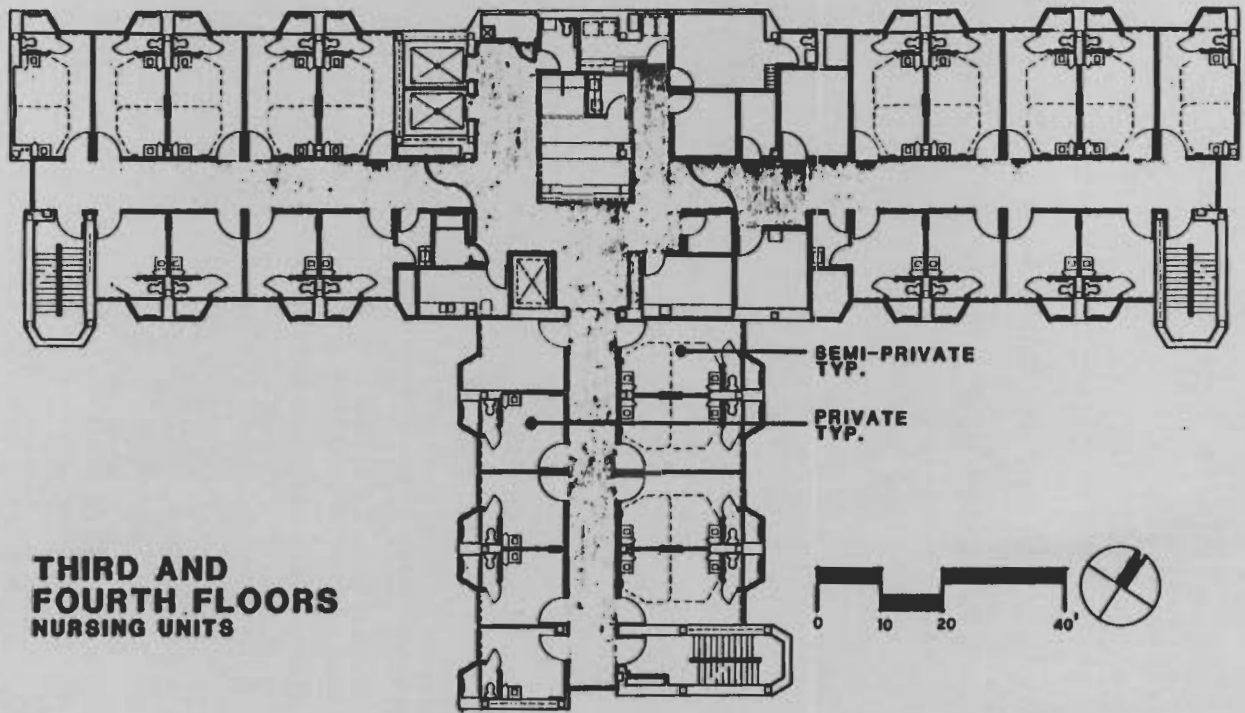 SEMI-PRIVATE
TYP.
PRIVATE
TYP.
THIRD AND
FOURTH FLOORS
NURSING UNITS
0 10 20 40'